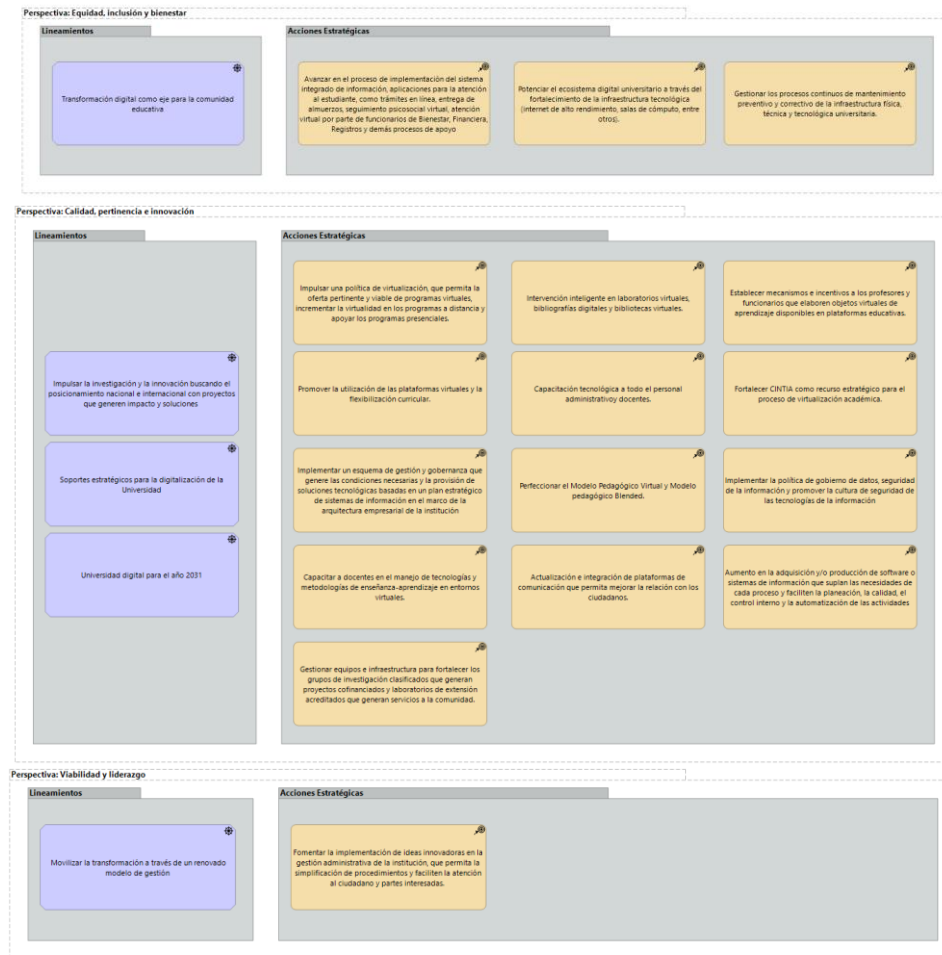 Perspectiva: Equidad, inclusión y bienestar
Lineamientos
Transformación digital como eje para la comunidad
educativa
Acciones Estratégicas
Avanzar en el proceso de implementación del sistema
integrado de información, aplicaciones para la atención
al estudiante, como trámites en línea, entrega de
almuerzos, seguimiento psicosocial virtual, atención
virtual por parte de funcionarios de Bienestar, Financiera,
Registros y demás procesos de apoyo
Potenciar el ecosistema digital universitario a través del
fortalecimiento de la infraestructura tecnológica
(internet de alto rendimiento, salas de cómputo, entre
otros).
Gestionar los procesos continuos de mantenimiento
preventivo y correctivo de la infraestructura física,
técnica y tecnológica universitaria.
Perspectiva: Calidad, pertinencia e innovación
Lineamientos
Impulsar la investigación y la innovación buscando el
posicionamiento nacional e internacional con proyectos
que generen impacto y soluciones
Soportes estratégicos para la digitalización de la
Universidad
Universidad digital para el año 2031
Acciones Estratégicas
Impulsar una política de virtualización, que permita la
oferta pertinente y viable de programas virtuales,
incrementar la virtualidad en los programas a distancia y
apoyar los programas presenciales.
Intervención inteligente en laboratorios virtuales,
bibliografías digitales y bibliotecas virtuales.
Establecer mecanismos e incentivos a los profesores y
funcionarios que elaboren objetos virtuales de
aprendizaje disponibles en plataformas educativas.
Promover la utilización de las plataformas virtuales y la
flexibilización curricular.
Capacitación tecnológica a todo el personal
administrativoy docentes.
Fortalecer CINTIA como recurso estratégico para el
proceso de virtualización académica.
Implementar un esquema de gestión y gobernanza que
genere las condiciones necesarias y la provisión de
soluciones tecnológicas basadas en un plan estratégico
de sistemas de información en el marco de la
arquitectura empresarial de la institución
Perfeccionar el Modelo Pedagógico Virtual y Modelo
pedagógico Blended.
Implementar la política de gobierno de datos, seguridad
de la información y promover la cultura de seguridad de
las tecnologías de la información
Capacitar a docentes en el manejo de tecnologías y
metodologías de enseñanza-aprendizaje en entornos
virtuales.
Actualización e integración de plataformas de
comunicación que permita mejorar la relación con los
ciudadanos.
Aumento en la adquisición y/o producción de software o
sistemas de información que suplan las necesidades de
cada proceso y faciliten la planeación, la calidad, el
control interno y la automatización de las actividades
Gestionar equipos e infraestructura para fortalecer los
grupos de investigación clasificados que generan
proyectos cofinanciados y laboratorios de extensión
acreditados que generan servicios a la comunidad.
Perspectiva: Viabilidad y liderazgo
Lineamientos
Movilizar la transformación a través de un renovado
modelo de gestión
Acciones Estratégicas
Fomentar la implementación de ideas innovadoras en la
gestión administrativa de la institución, que permita la
simplificación de procedimientos y faciliten la atención
al ciudadano y partes interesadas.